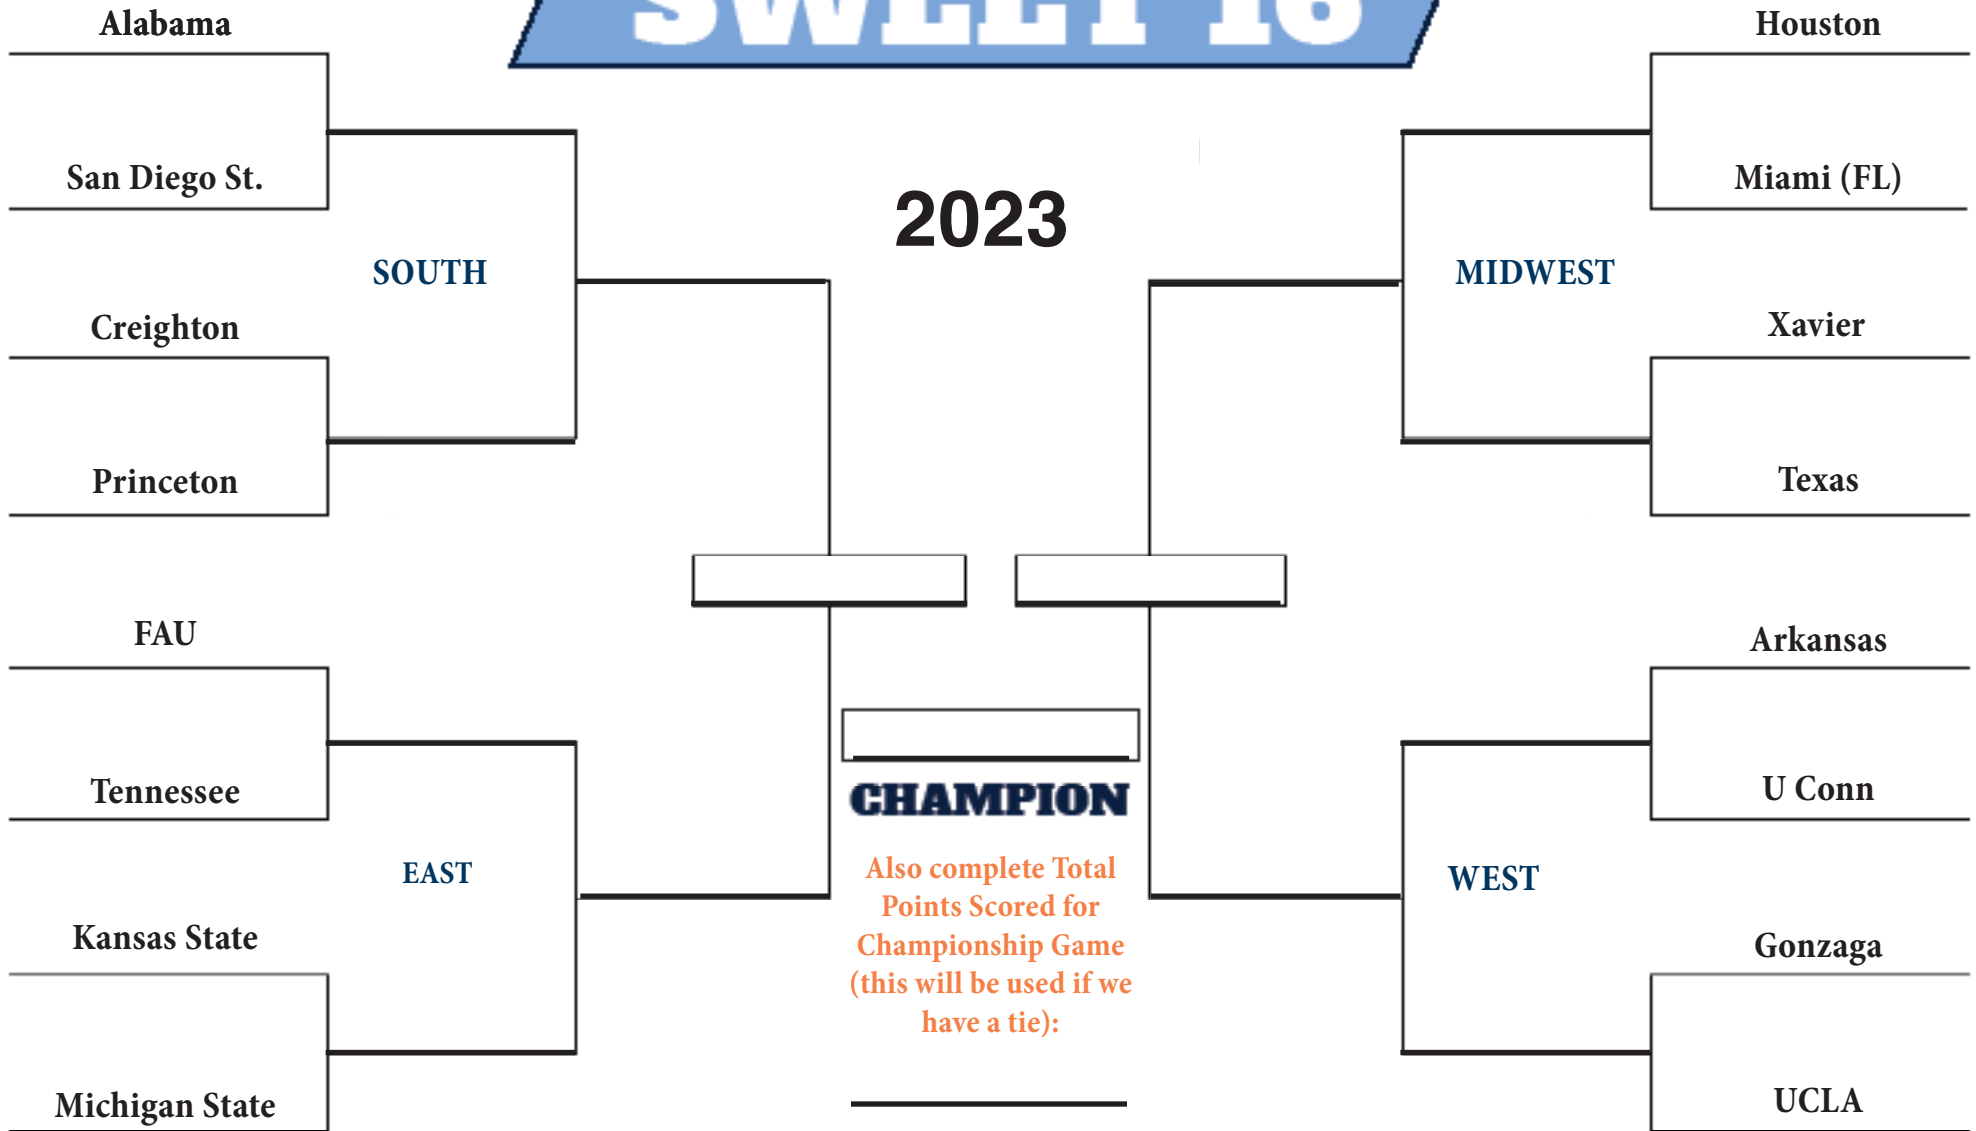 SWEET 16
2023
Alabama
San Diego St.
SOUTH
Creighton
Princeton
FAU
Tennessee
EAST
Kansas State
Michigan State
Houston
Miami (FL)
MIDWEST
Xavier
Texas
Arkansas
U Conn
WEST
Gonzaga
UCLA
CHAMPION
Also complete Total
Points Scored for
Championship Game
(this will be used if we
have a tie):